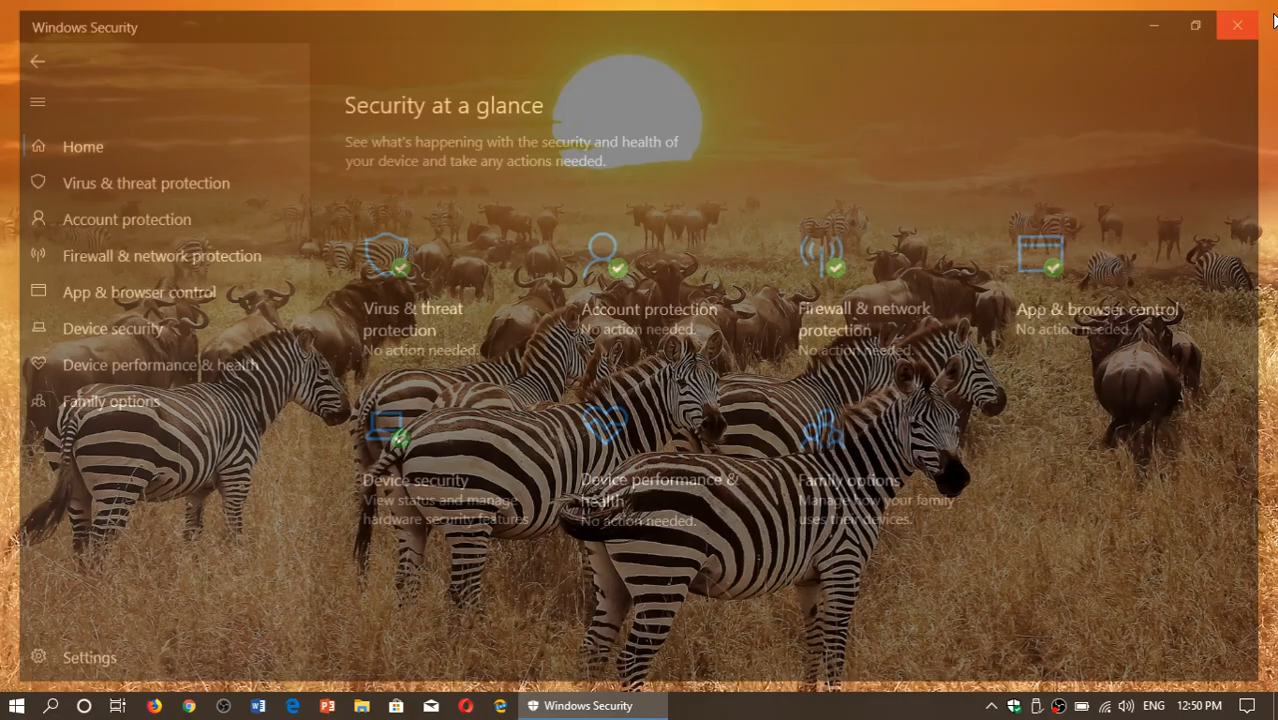 Windows Security
Home
Virus & threat protection
Account protection
Firewall & network protection
App & browser control
Device security
Device performance & health
Family options
Settings
Security at a glance
See what's happening with the security and health of
your device and take any actions needed.
Virus & threat
protection
No action needed.
Account protection
No action needed.
Firewall & network
protection
No action needed.
App & browser control
No action needed.
Device security
View status and manage
hardware security features
Device performance &
health
No action needed.
Family options
Manage how your family
uses their devices.
Windows Security
ENG
12:50 PM